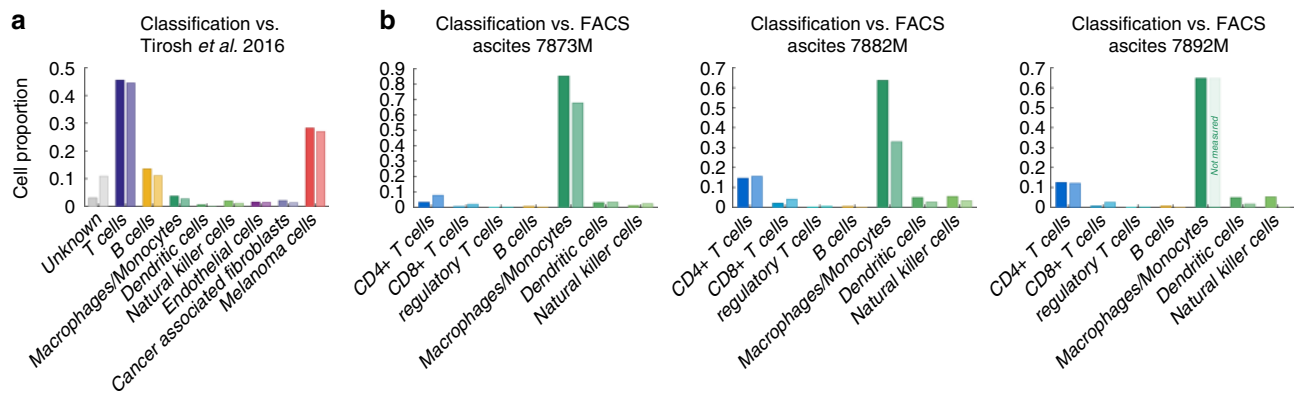 a
Classification vs.
Tirosh et al. 2016
Cell proportion
0.5
0.4
0.3
0.2
0.1
0
Unknown
T cells
B cells
Macrophages/Monocytes
Dendritic cells
Natural killer cells
Endothelial cells
Cancer associated fibroblasts
Melanoma cells
b
Classification vs. FACS
ascites 7873M
0.9
0.8
0.7
0.6
0.5
0.4
0.3
0.2
0.1
0
CD4+ T cells
CD8+ T cells
regulatory T cells
B cells
Macrophages/Monocytes
Dendritic cells
Natural killer cells
Classification vs. FACS
ascites 7882M
0.7
0.6
0.5
0.4
0.3
0.2
0.1
0
CD4+ T cells
CD8+ T cells
regulatory T cells
B cells
Macrophages/Monocytes
Dendritic cells
Natural killer cells
Classification vs. FACS
ascites 7892M
0.7
0.6
0.5
0.4
0.3
0.2
0.1
0
Not measured
CD4+ T cells
CD8+ T cells
regulatory T cells
B cells
Macrophages/Monocytes
Dendritic cells
Natural killer cells